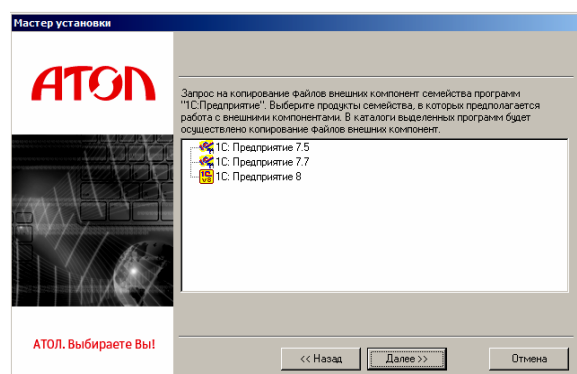 Мастер установки
АТОЛ
Запрос на копирование файлов внешних компонент семейства программ
"1С:Предприятие". Выберите продукты семейства, в которых предполагается
работа с внешними компонентами. В каталоги выделенных программ будет
осуществлено копирование файлов внешних компонент.
1С: Предприятие 7.5
1С: Предприятие 7.7
1С: Предприятие 8
АТОЛ. Выбираете Вы!
<< Назад
Далее >>
Отмена